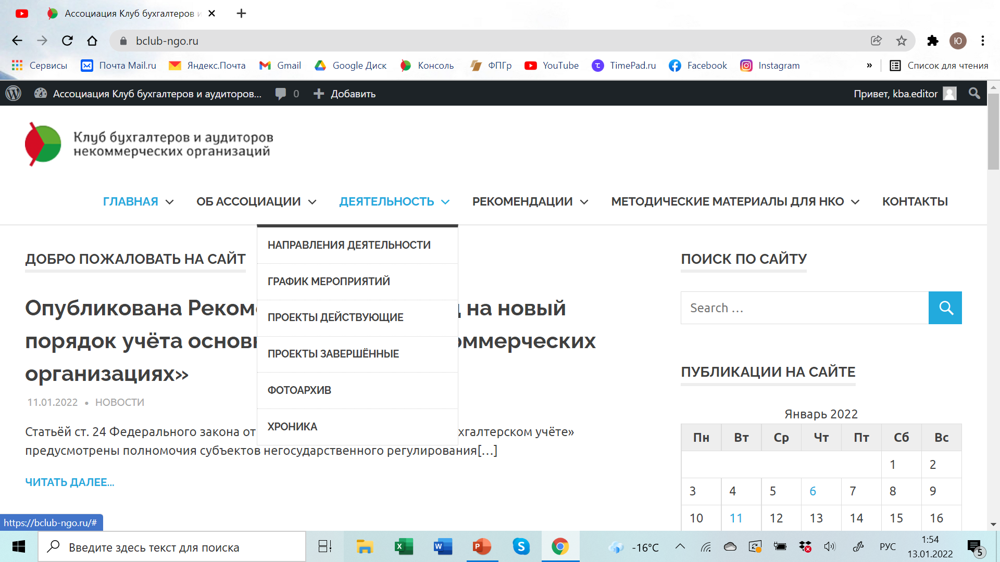 Ассоциация Клуб бухгалтеров и
bclub-ngo.ru
Ю
Сервисы Почта Mail.ru Яндекс.Почта Gmail Google Диск Консоль ФПГр YouTube TimePad.ru Facebook Instagram » Список для чтения
Ассоциация Клуб бухгалтеров и аудиторов... 0 Добавить Привет, kba.editor
Клуб бухгалтеров и аудиторов
некоммерческих организаций
ГЛАВНАЯ ОБ АССОЦИАЦИИ ДЕЯТЕЛЬНОСТЬ РЕКОМЕНДАЦИИ МЕТОДИЧЕСКИЕ МАТЕРИАЛЫ ДЛЯ НКО КОНТАКТЫ
НАПРАВЛЕНИЯ ДЕЯТЕЛЬНОСТИ
ГРАФИК МЕРОПРИЯТИЙ
ПРОЕКТЫ ДЕЙСТВУЮЩИЕ
ПРОЕКТЫ ЗАВЕРШЁННЫЕ
ФОТОАРХИВ
ХРОНИКА
ДОБРО ПОЖАЛОВАТЬ НА САЙТ
Опубликована на новый
порядок учёта
организациях»
11.01.2022 • НОВОСТИ
Статьёй ст. 24 Федерального закона от учёте»
предусмотрены полномочия субъектов негосударственного регулирования[…]
ЧИТАТЬ ДАЛЕЕ...
ПОИСК ПО САЙТУ
Search …
ПУБЛИКАЦИИ НА САЙТЕ
Январь 2022
Пн Вт Ср Чт Пт Сб Вс
1 2
3 4 5 6 7 8 9
10 11 12 13 14 15 16
https://bclub-ngo.ru/#
Введите здесь текст для поиска
-16°C
РУС
1:54
13.01.2022
5